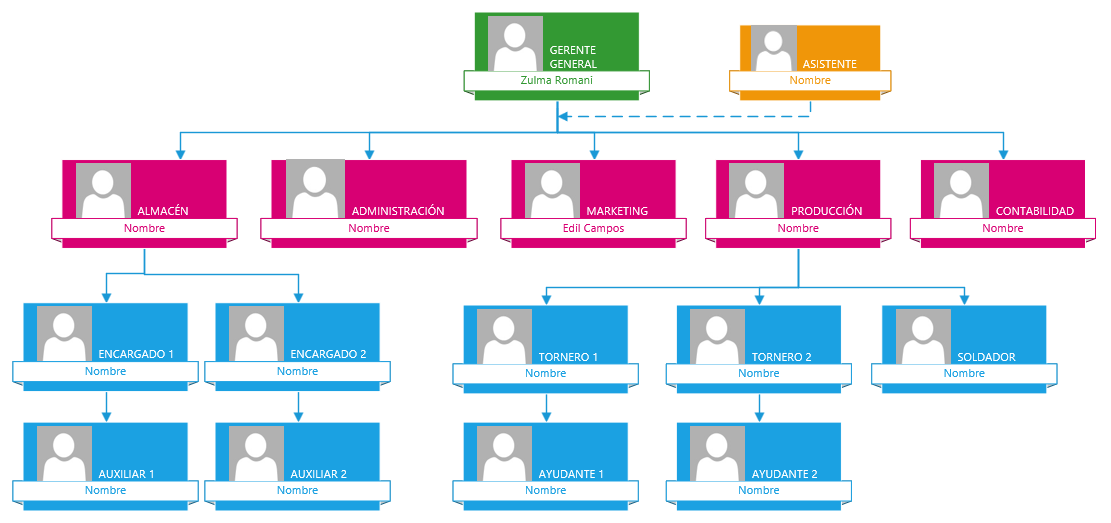 GERENTE
GENERAL
Zulma Romani
ASISTENTE
Nombre
ALMACÉN
Nombre
ADMINISTRACIÓN
Nombre
MARKETING
Edil Campos
PRODUCCIÓN
Nombre
CONTABILIDAD
Nombre
ENCARGADO 1
Nombre
ENCARGADO 2
Nombre
TORNERO 1
Nombre
TORNERO 2
Nombre
SOLDADOR
Nombre
AUXILIAR 1
Nombre
AUXILIAR 2
Nombre
AYUDANTE 1
Nombre
AYUDANTE 2
Nombre